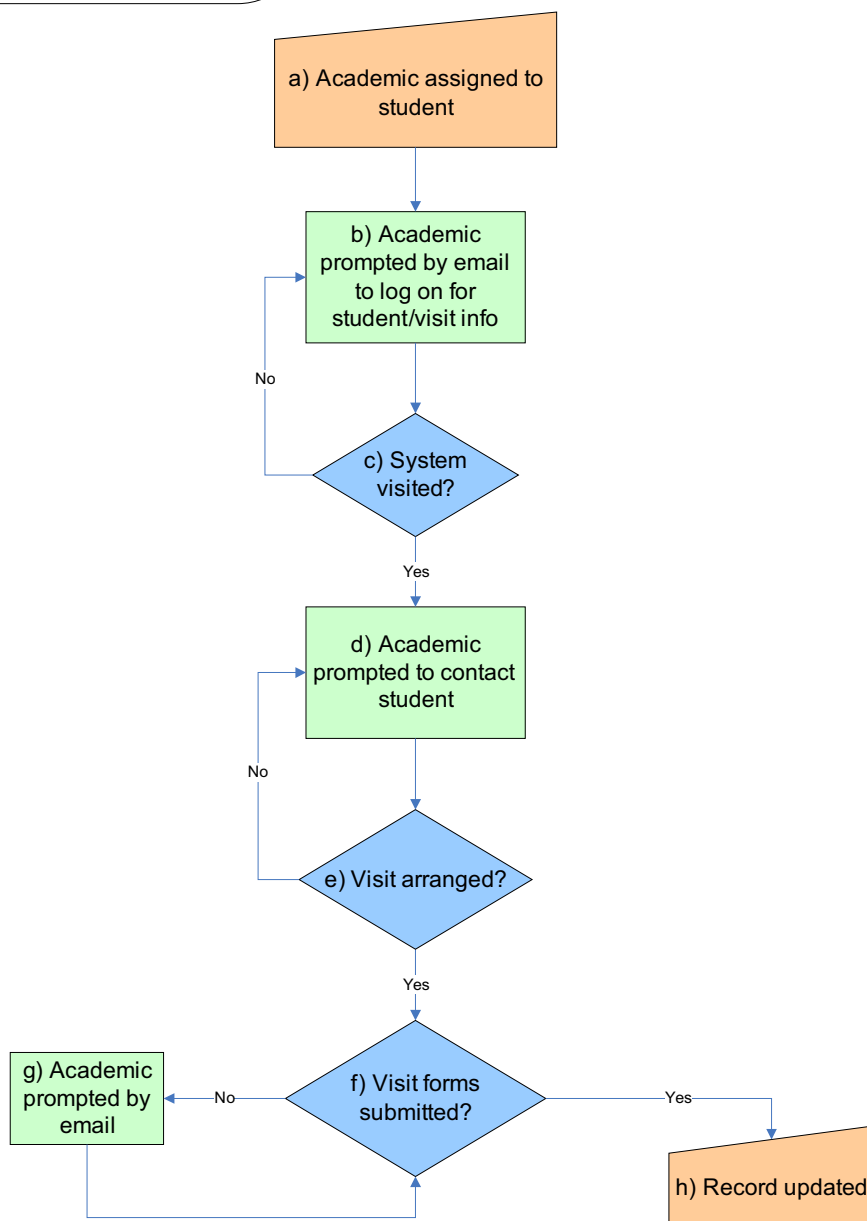 a) Academic assigned to
student
b) Academic
prompted by email
to log on for
student/visit info
No
c) System
visited?
Yes
d) Academic
prompted to contact
student
No
e) Visit arranged?
Yes
g) Academic
prompted by
email
No
f) Visit forms
submitted?
Yes
h) Record updated